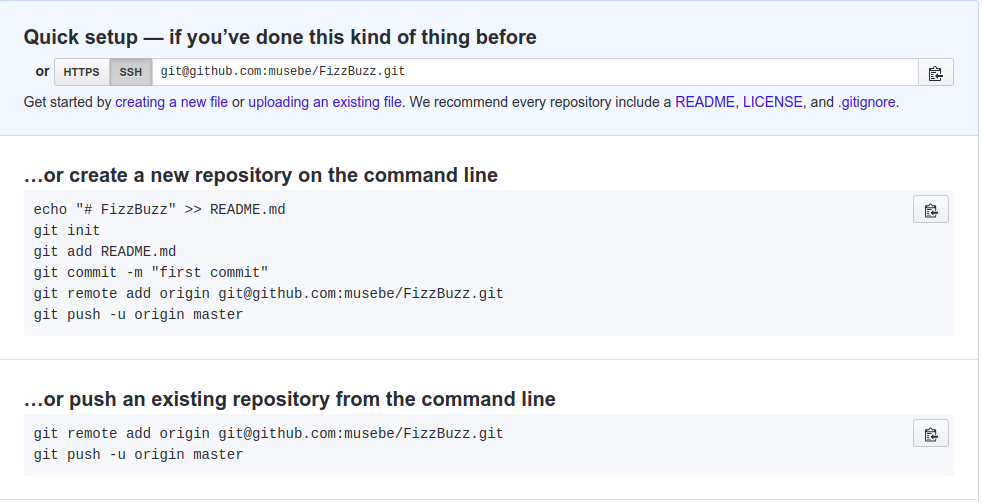 Quick setup — if you’ve done this kind of thing before
or HTTPS SSH git@github.com:musebe/FizzBuzz.git
Get started by creating a new file or uploading an existing file. We recommend every repository include a README, LICENSE, and .gitignore.
…or create a new repository on the command line
echo "# FizzBuzz" >> README.md
git init
git add README.md
git commit -m "first commit"
git remote add origin git@github.com:musebe/FizzBuzz.git
git push -u origin master
…or push an existing repository from the command line
git remote add origin git@github.com:musebe/FizzBuzz.git
git push -u origin master